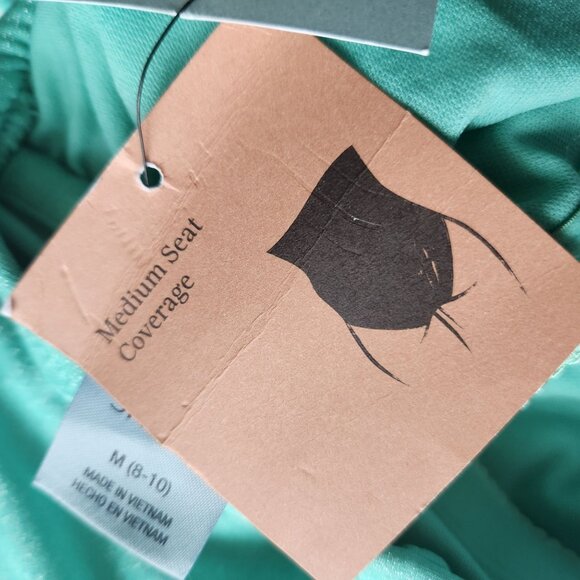 Medium Seat
Coverage
M (8-10)
MADE IN VIETNAM
HECHO EN VIETNAM